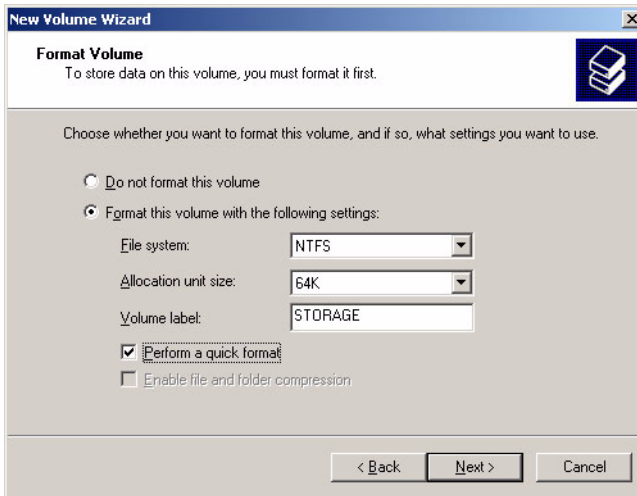 New Volume Wizard
Format Volume
To store data on this volume, you must format it first.
Choose whether you want to format this volume, and if so, what settings you want to use.
Do not format this volume
Format this volume with the following settings:
File system: NTFS
Allocation unit size: 64K
Volume label: STORAGE
Perform a quick format
Enable file and folder compression
< Back Next > Cancel